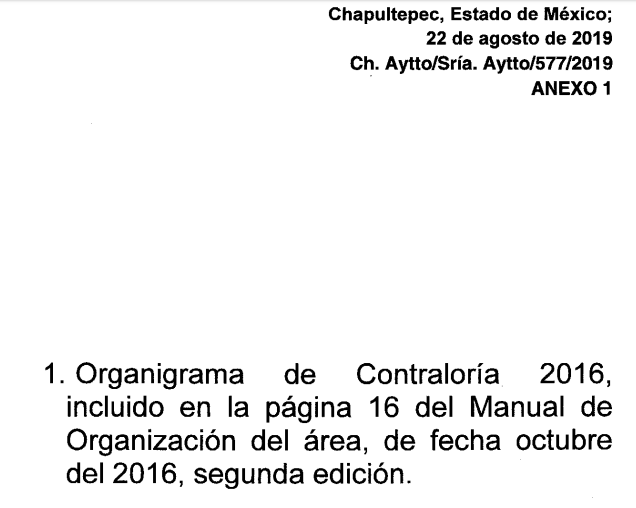 Chapultepec, Estado de México;
22 de agosto de 2019
Ch. Aytto/Sría. Aytto/577/2019
ANEXO 1
1. Organigrama de Contraloría 2016,
incluido en la página 16 del Manual de
Organización del área, de fecha octubre
del 2016, segunda edición.